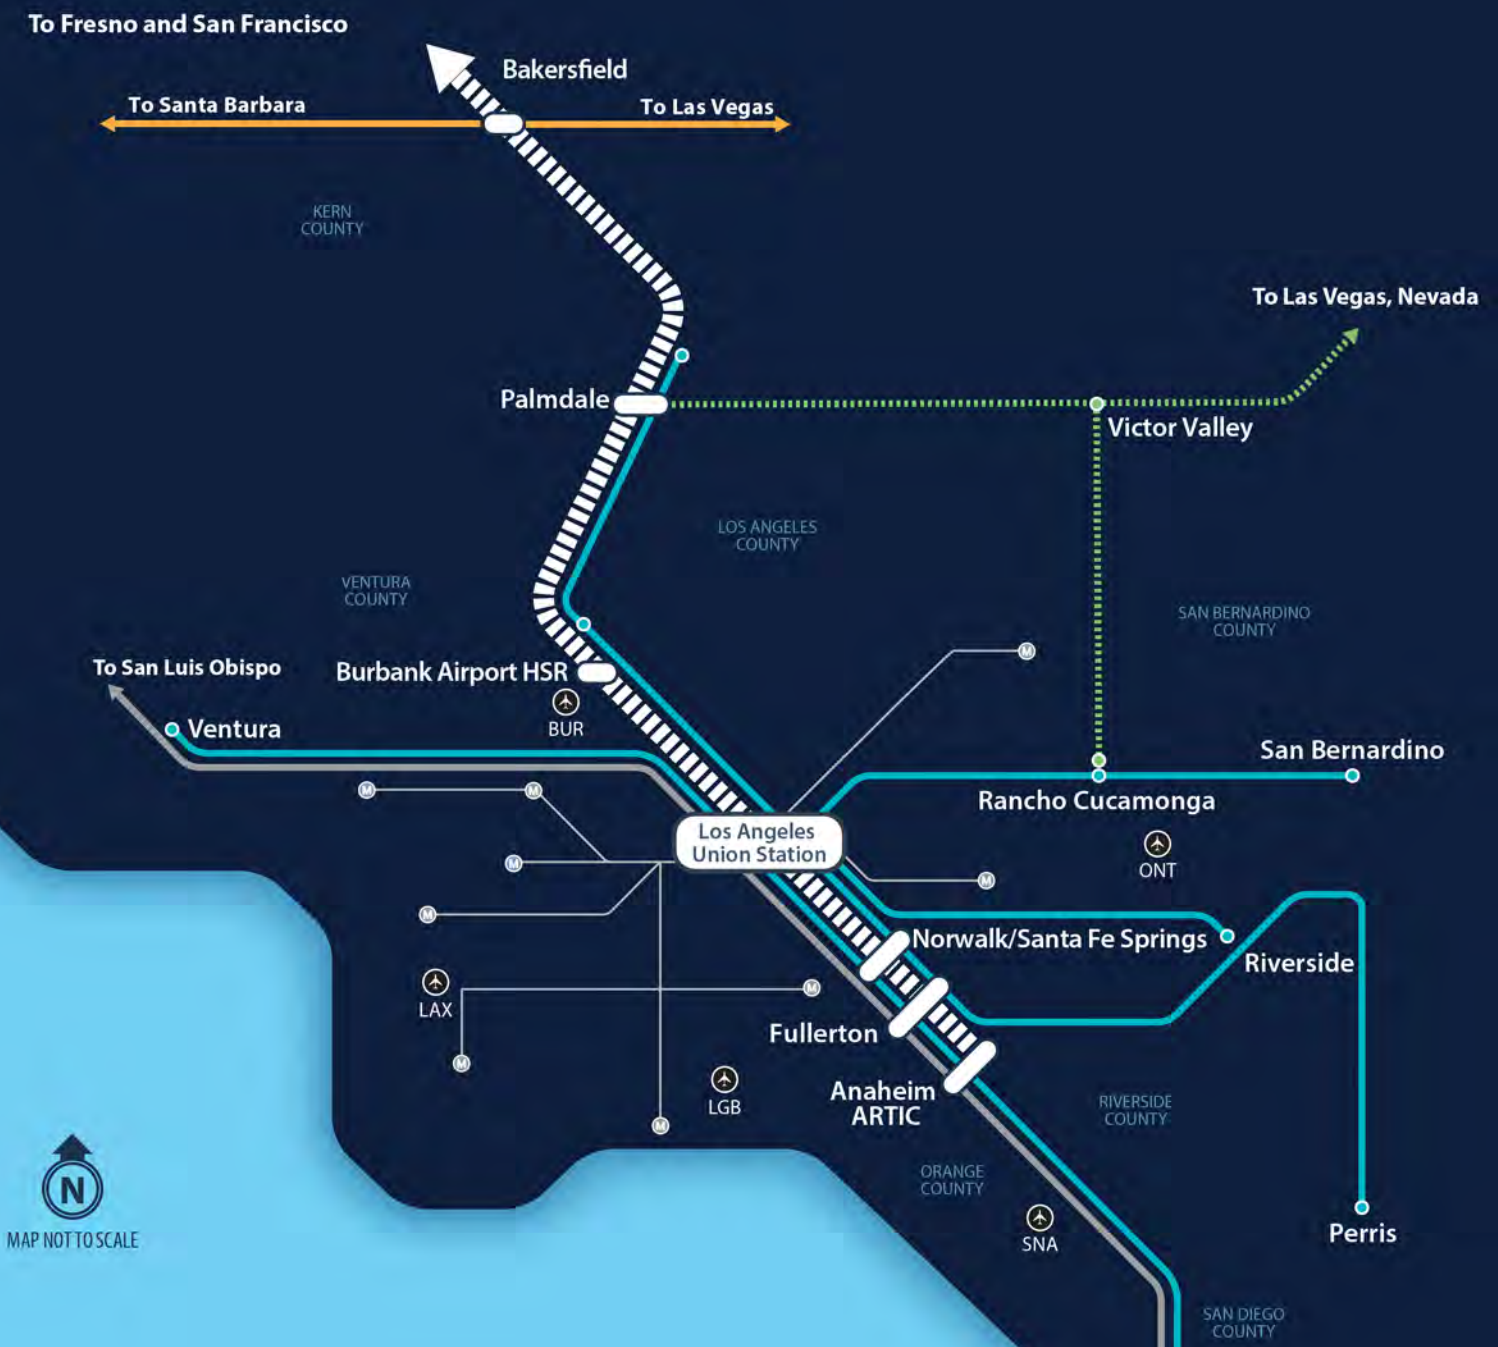 To Fresno and San Francisco
Bakersfield
To Santa Barbara
To Las Vegas
KERN
COUNTY
To Las Vegas, Nevada
Palmdale
Victor Valley
LOS ANGELES
COUNTY
VENTURA
COUNTY
SAN BERNARDINO
COUNTY
M
To San Luis Obispo
Burbank Airport HSR
Ventura
BUR
San Bernardino
M
M
Rancho Cucamonga
Los Angeles
Union Station
M
ONT
M
M
Norwalk/Santa Fe Springs
Riverside
LAX
M
Fullerton
M
LGB
Anaheim
ARTIC
RIVERSIDE
COUNTY
M
ORANGE
COUNTY
N
MAP NOT TO SCALE
SNA
Perris
SAN DIEGO
COUNTY